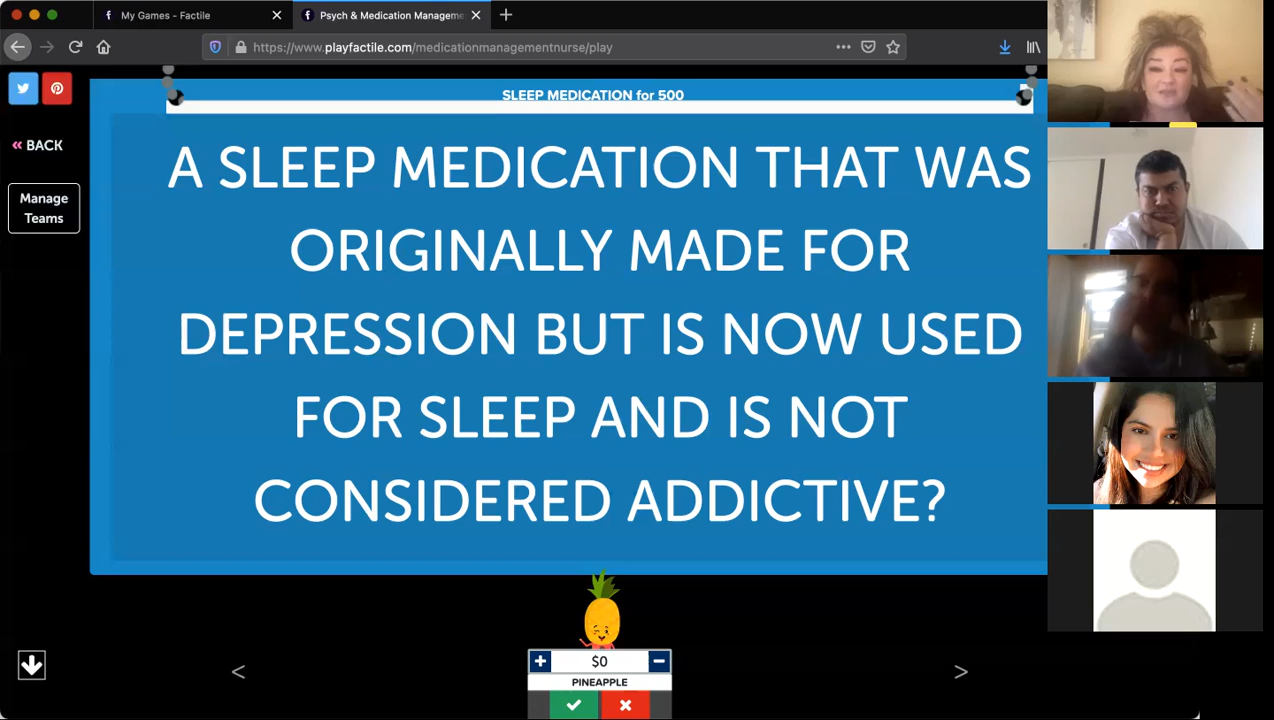 My Games - Factile
Psych & Medication Manageme
https://www.playfactile.com/medicationmanagementnurse/play
SLEEP MEDICATION for 500
« BACK
Manage
Teams
A SLEEP MEDICATION THAT WAS
ORIGINALLY MADE FOR
DEPRESSION BUT IS NOW USED
FOR SLEEP AND IS NOT
CONSIDERED ADDICTIVE?
< >
+ $0 −
PINEAPPLE